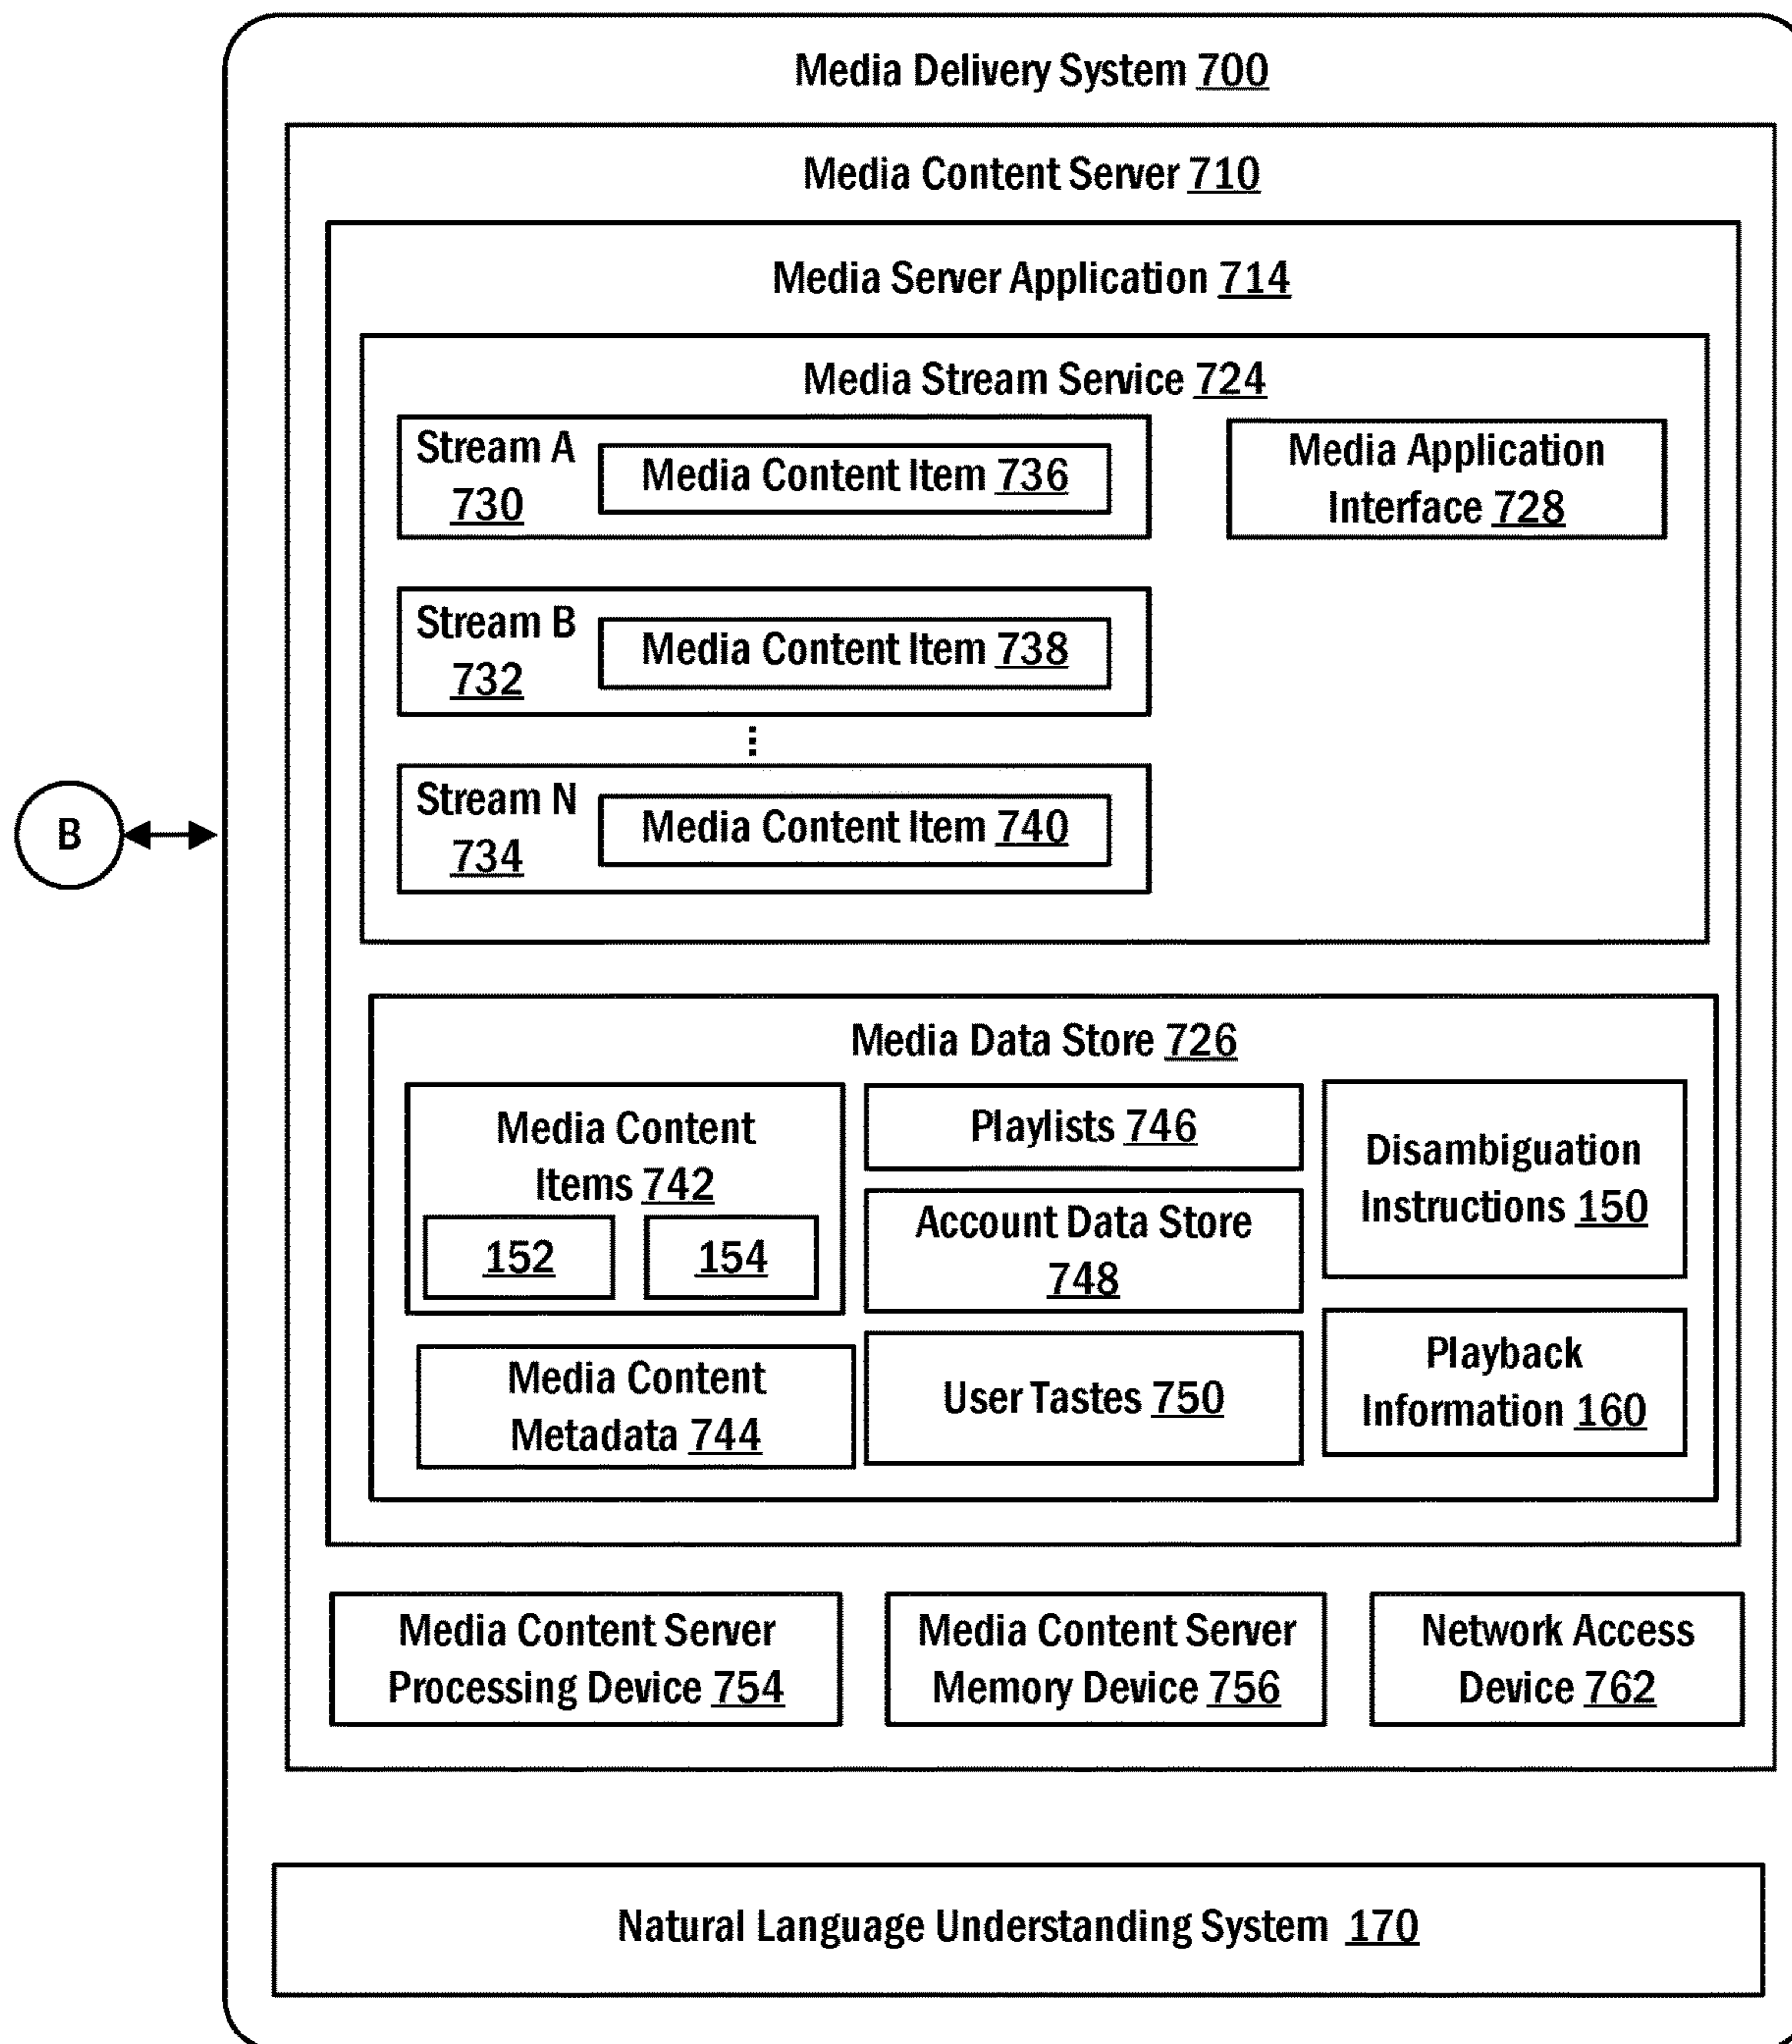 Media Delivery System 700
Media Content Server 710
Media Server Application 714
Media Stream Service 724
Stream A
730
Media Content Item 736
Media Application
Interface 728
Stream B
732
Media Content Item 738
⋮
Stream N
734
Media Content Item 740
B
Media Data Store 726
Media Content
Items 742
152
154
Media Content
Metadata 744
Playlists 746
Account Data Store
748
User Tastes 750
Disambiguation
Instructions 150
Playback
Information 160
Media Content Server
Processing Device 754
Media Content Server
Memory Device 756
Network Access
Device 762
Natural Language Understanding System 170